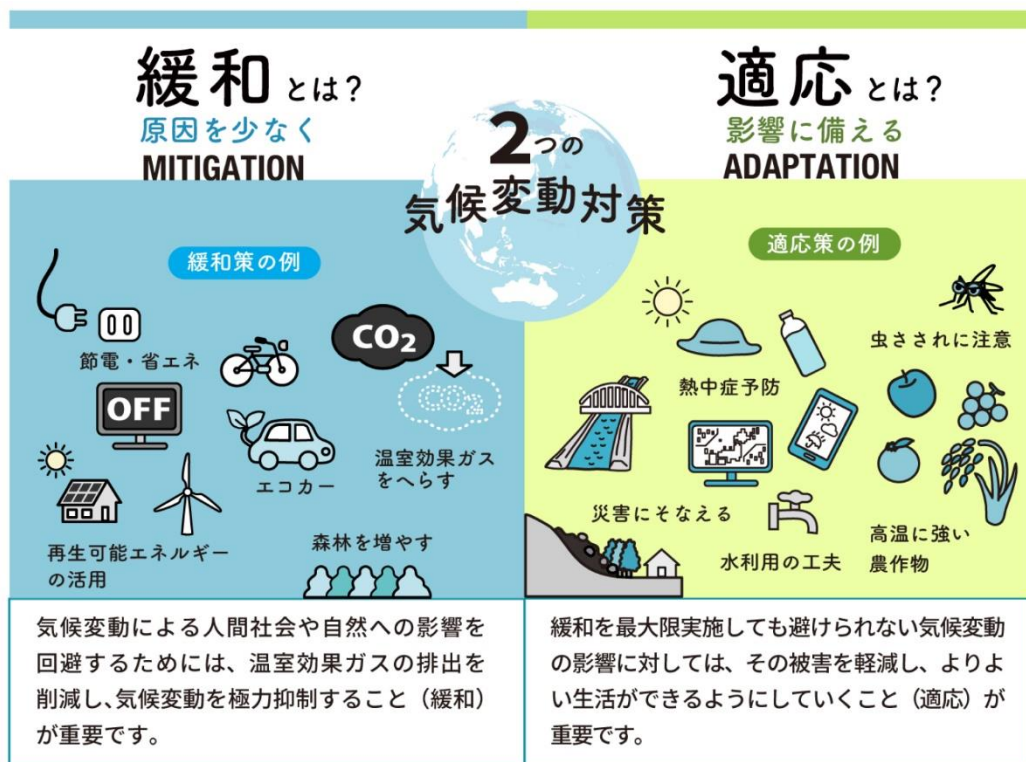 緩和とは？
原因を少なく
MITIGATION
2つの
気候変動対策
適応とは？
影響に備える
ADAPTATION
緩和策の例
節電・省エネ
OFF
CO₂
CO₂
エコカー
温室効果ガス
をへらす
再生可能エネルギー
の活用
森林を増やす
適応策の例
虫さされに注意
熱中症予防
災害にそなえる
水利用の工夫
高温に強い
農作物
気候変動による人間社会や自然への影響を
回避するためには、温室効果ガスの排出を
削減し、気候変動を極力抑制すること（緩和）
が重要です。
緩和を最大限実施しても避けられない気候変動
の影響に対しては、その被害を軽減し、よりよ
い生活ができるようにしていくこと（適応）が
重要です。